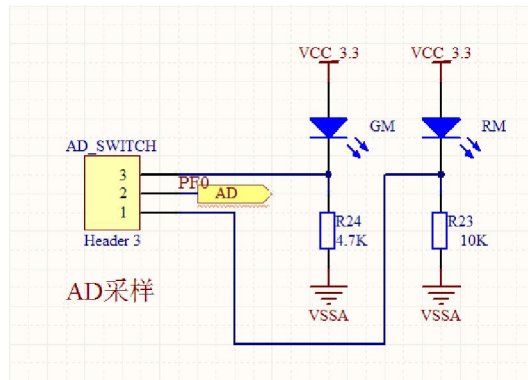 VCC_3.3
VCC_3.3
GM
RM
AD_SWITCH
3
2
1
PF0
AD
Header 3
R24
4.7K
R23
10K
AD采样
VSSA
VSSA